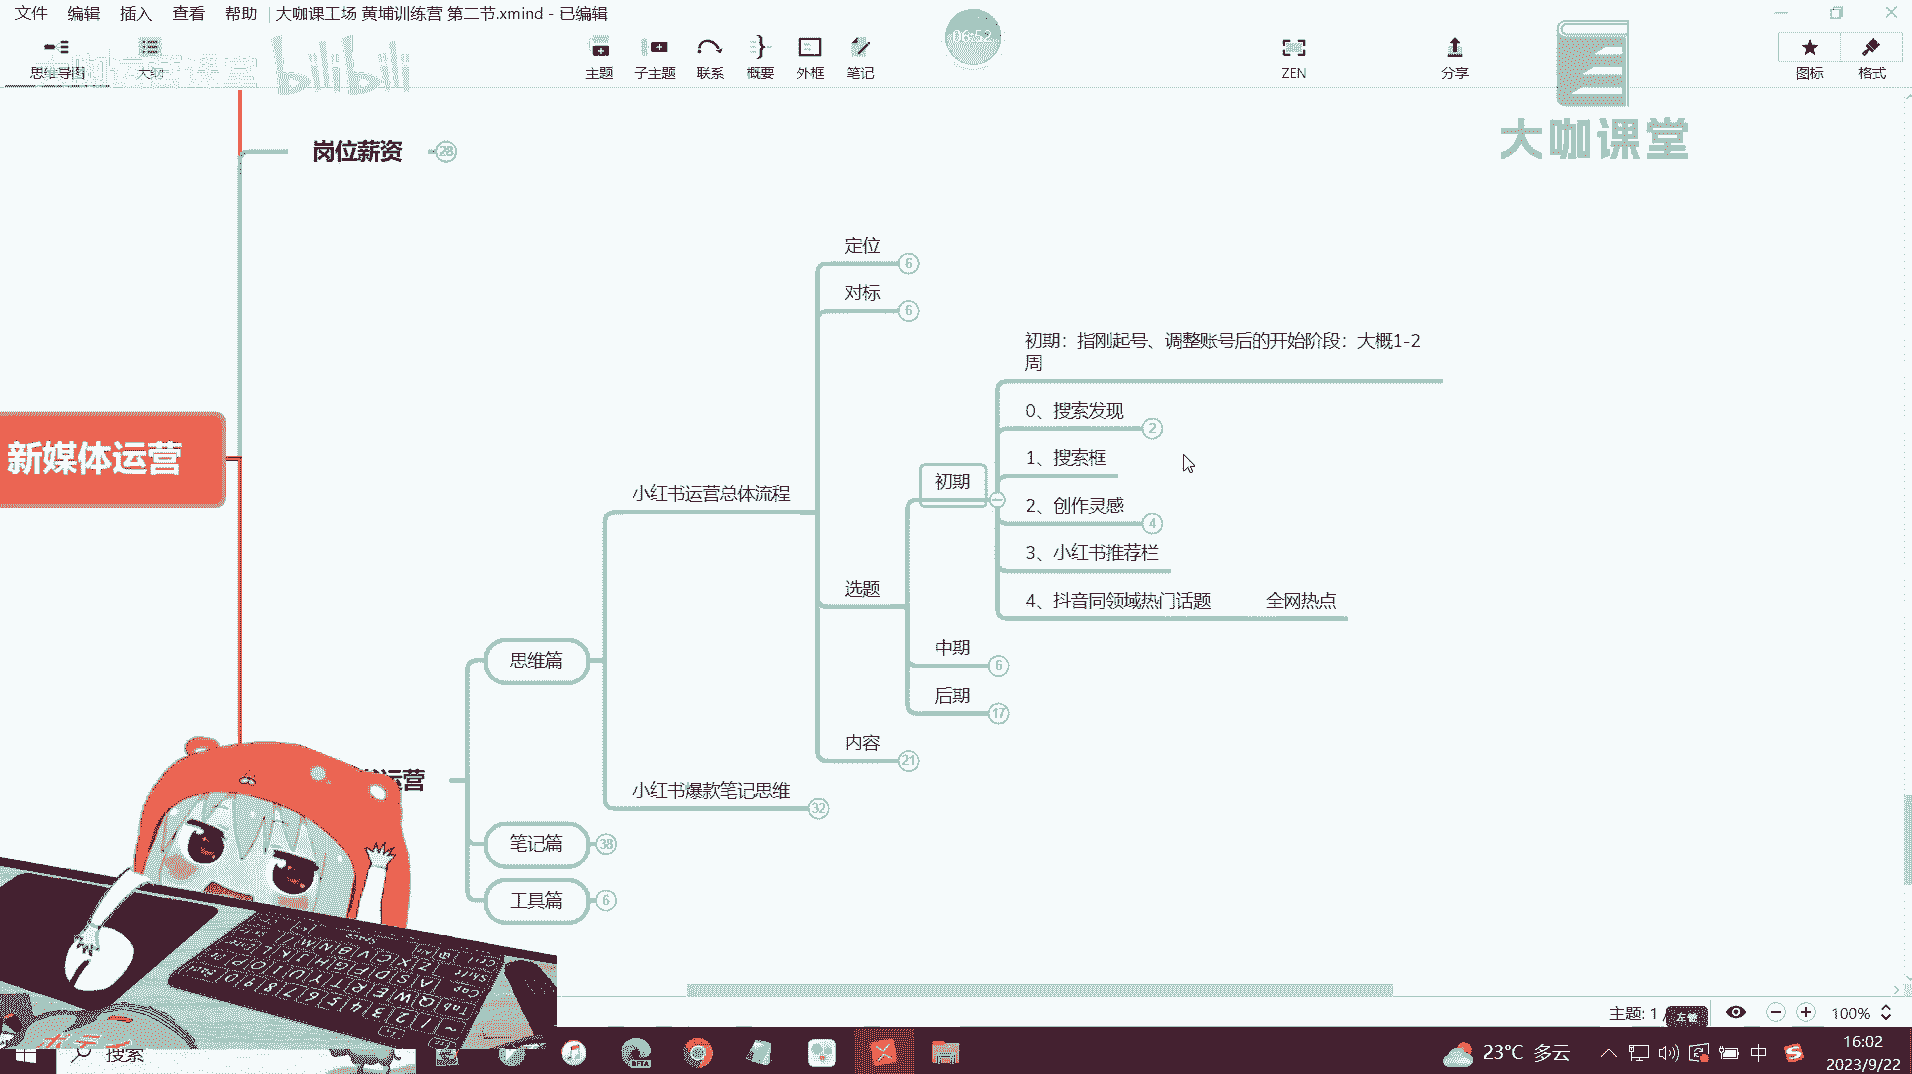 文件 编辑 插入 查看 帮助 大咖课工场 黄埔训练营 第二节.xmind - 已编辑
思维导图 大纲 主题 子主题 联系 概要 外框 笔记 06:52 ZEN 分享 图标 格式
bilibili
大咖课堂
岗位薪资 28
定位 6
对标 6
初期：指刚起号、调整账号后的开始阶段：大概1-2
周
0、搜索发现 2
1、搜索框
新媒体运营
初期
小红书运营总体流程
2、创作灵感 4
3、小红书推荐栏
选题
4、抖音同领域热门话题 全网热点
中期 6
思维篇
后期 17
内容 21
运营
小红书爆款笔记思维 32
笔记篇 38
工具篇 6
主题: 1 / 左键 100%
搜索
BETA
23°C 多云 中 16:02
2023/9/22